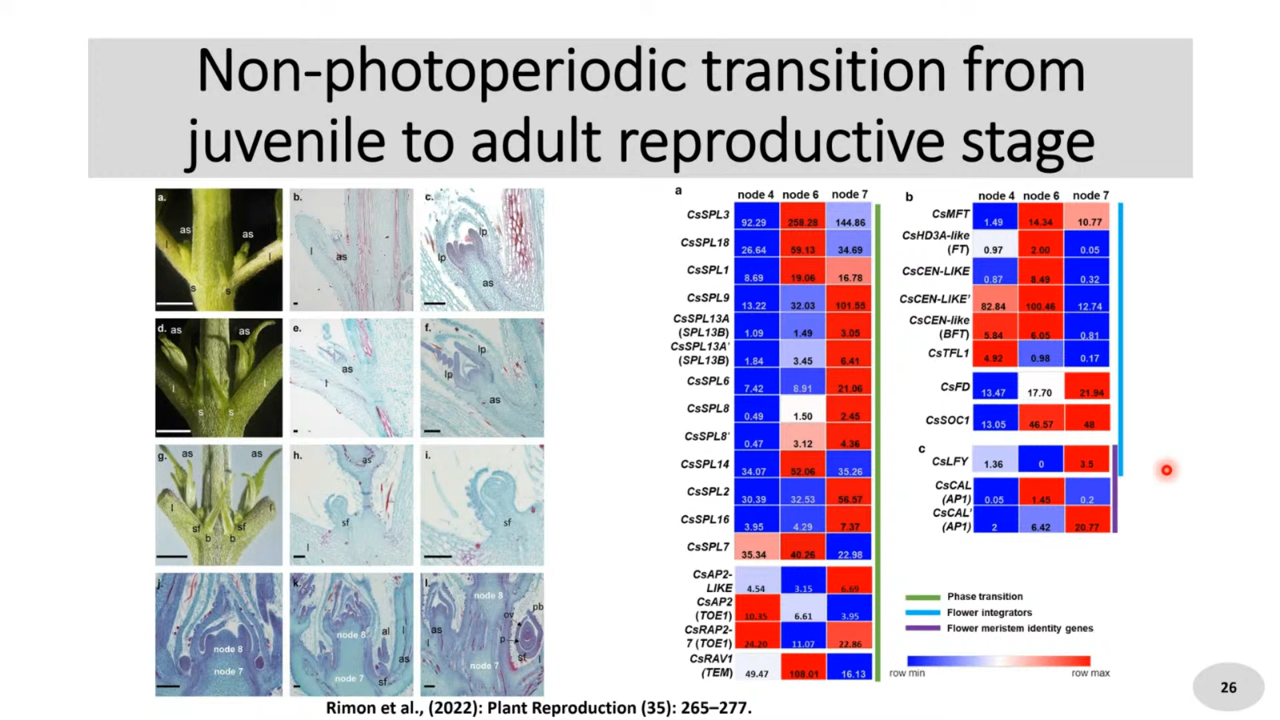 Non-photoperiodic transition from
juvenile to adult reproductive stage
a.
as
as
l
l
s
s
b.
l
as
c.
lp
lp
as
d.
as
as
l
l
s
s
e.
as
l
f.
lp
lp
as
g.
as
as
l
l
sf
sf
b
b
h.
as
sf
l
i.
sf
j.
node 8
node 7
k.
node 8
al
l
as
node 7
sf
l.
node 8
as
ov
pb
p
l
sf
l
node 7
a
node 4 node 6 node 7
CsSPL3 92.29 258.28 144.86
CsSPL18 26.64 59.13 34.69
CsSPL1 8.69 19.06 16.78
CsSPL9 13.22 32.03 101.55
CsSPL13A
(SPL13B) 1.09 1.49 3.05
CsSPL13A'
(SPL13B) 1.84 3.45 6.41
CsSPL6 7.42 8.91 21.06
CsSPL8 0.49 1.50 2.45
CsSPL8' 0.47 3.12 4.36
CsSPL14 34.07 52.06 35.26
CsSPL2 30.39 32.53 56.57
CsSPL16 3.95 4.29 7.37
CsSPL7 35.34 40.26 22.98
CsAP2-
LIKE 4.54 3.15 6.69
CsAP2
(TOE1) 10.35 6.61 3.95
CsRAP2-
7 (TOE1) 24.20 11.07 22.86
CsRAV1
(TEM) 49.47 108.01 16.13
b
node 4 node 6 node 7
CsMFT 1.49 14.34 10.77
CsHD3A-like
(FT) 0.97 2.00 0.05
CsCEN-LIKE 0.87 8.49 0.32
CsCEN-LIKE' 82.84 100.46 12.74
CsCEN-like
(BFT) 5.84 6.05 0.81
CsTFL1 4.92 0.98 0.17
CsFD 13.47 17.70 21.94
CsSOC1 13.05 46.57 48
c
CsLFY 1.36 0 3.5
CsCAL
(AP1) 0.05 1.45 0.2
CsCAL'
(AP1) 2 6.42 20.77
Phase transition
Flower integrators
Flower meristem identity genes
row min row max
Rimon et al., (2022): Plant Reproduction (35): 265–277.
26